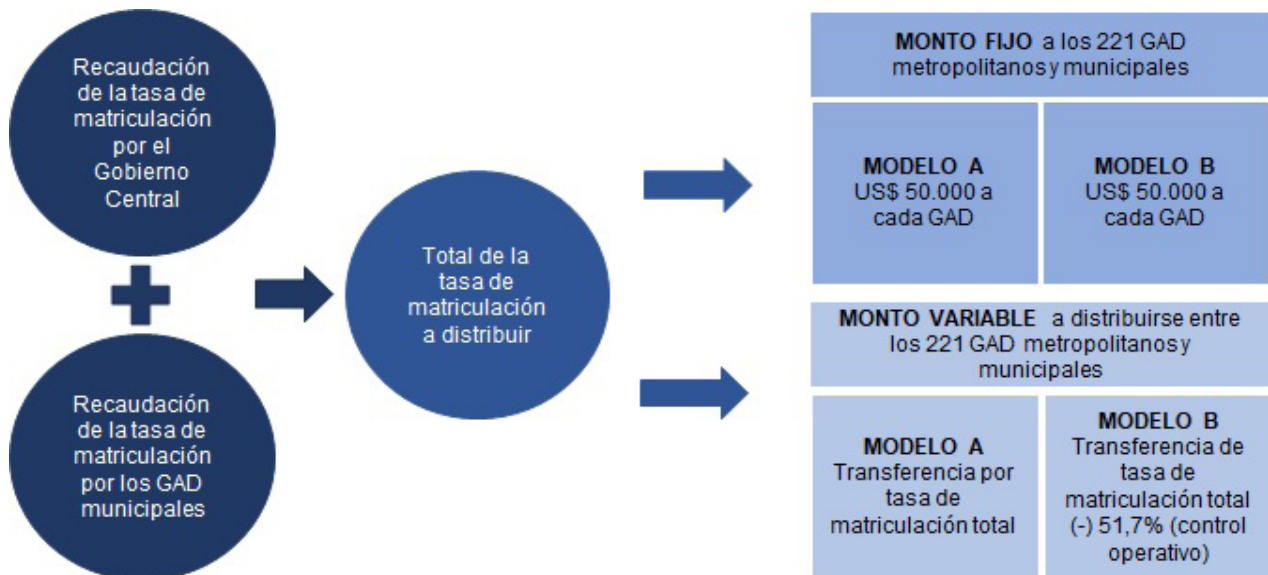 Recaudación
de la tasa de
matriculación
por el
Gobierno
Central
Recaudación
de la tasa de
matriculación
por los GAD
municipales
Total de la
tasa de
matriculación
a distribuir
MONTO FIJO a los 221 GAD
metropolitanos y municipales
MODELO A
US$ 50.000 a
cada GAD
MODELO B
US$ 50.000 a
cada GAD
MONTO VARIABLE a distribuirse entre
los 221 GAD metropolitanos y
municipales
MODELO A
Transferencia por
tasa de
matriculación total
MODELO B
Transferencia de
tasa de
matriculación total
(-) 51,7% (control
operativo)